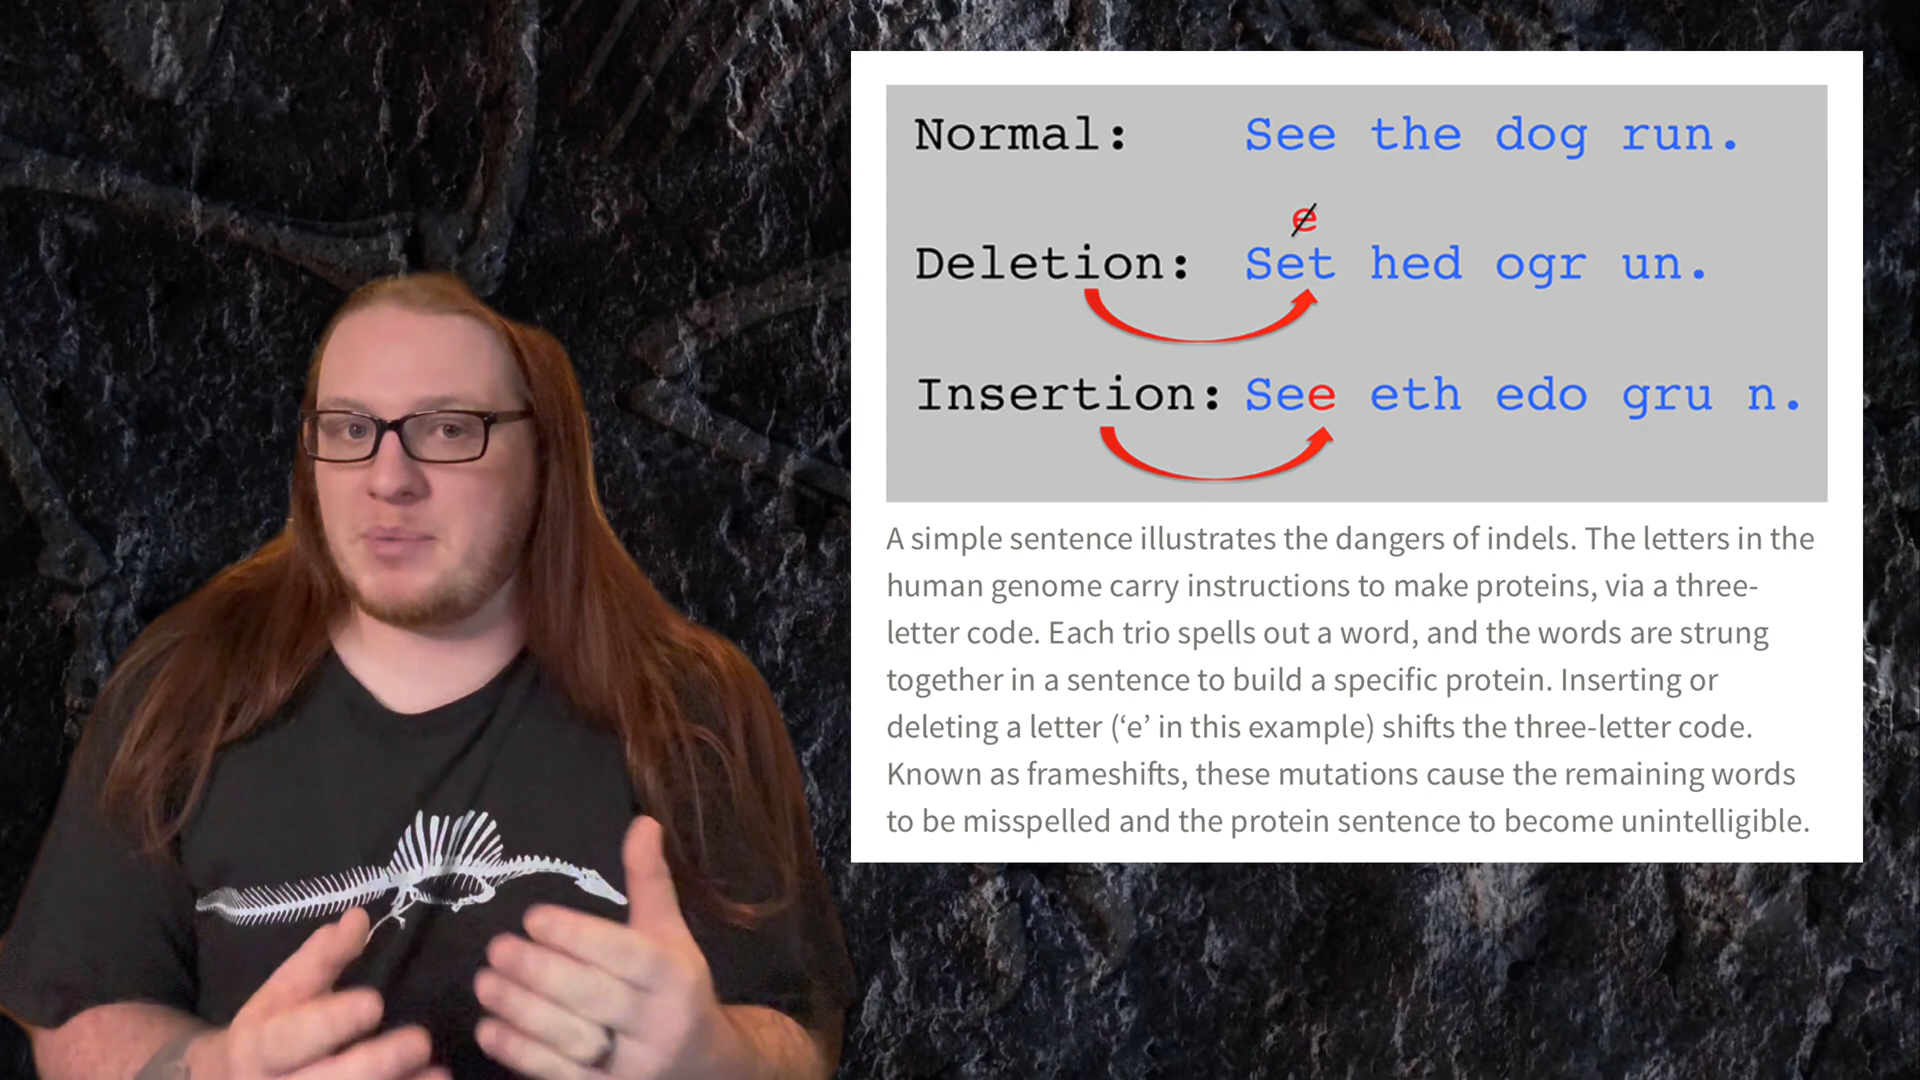 Normal: See the dog run.
e
Deletion: Set hed ogr un.
Insertion: See eth edo gru n.
A simple sentence illustrates the dangers of indels. The letters in the
human genome carry instructions to make proteins, via a three-
letter code. Each trio spells out a word, and the words are strung
together in a sentence to build a specific protein. Inserting or
deleting a letter (‘e’ in this example) shifts the three-letter code.
Known as frameshifts, these mutations cause the remaining words
to be misspelled and the protein sentence to become unintelligible.